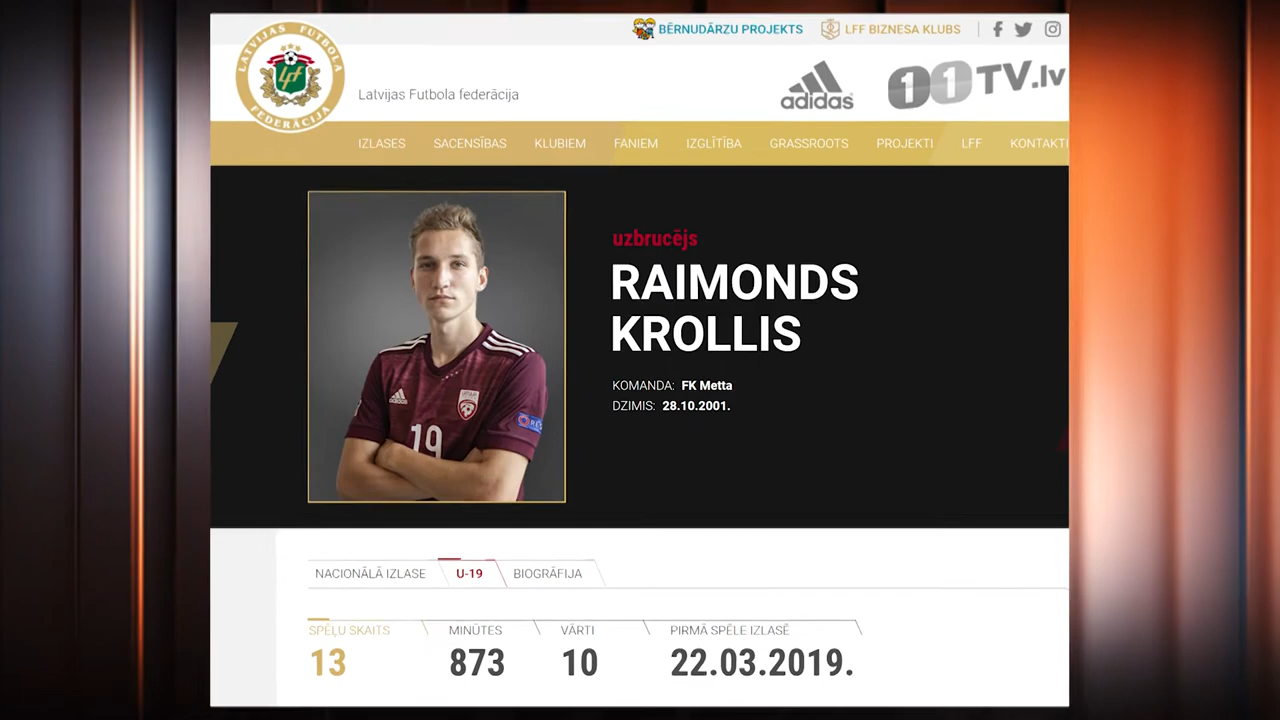 BĒRNUDĀRZU PROJEKTS
LFF BIZNESA KLUBS
LATVIJAS FUTBOLA FEDERĀCIJA
LFF
Latvijas Futbola federācija
adidas
11TV.lv
IZLASES SACENSĪBAS KLUBIEM FANIEM IZGLĪTĪBA GRASSROOTS PROJEKTI LFF KONTAKTI
uzbrucējs
RAIMONDS
KROLLIS
KOMANDA: FK Metta
DZIMIS: 28.10.2001.
adidas
19
NACIONĀLĀ IZLASE U-19 BIOGRĀFIJA
SPĒĻU SKAITS MINŪTES VĀRTI PIRMĀ SPĒLE IZLASĒ
13 873 10 22.03.2019.